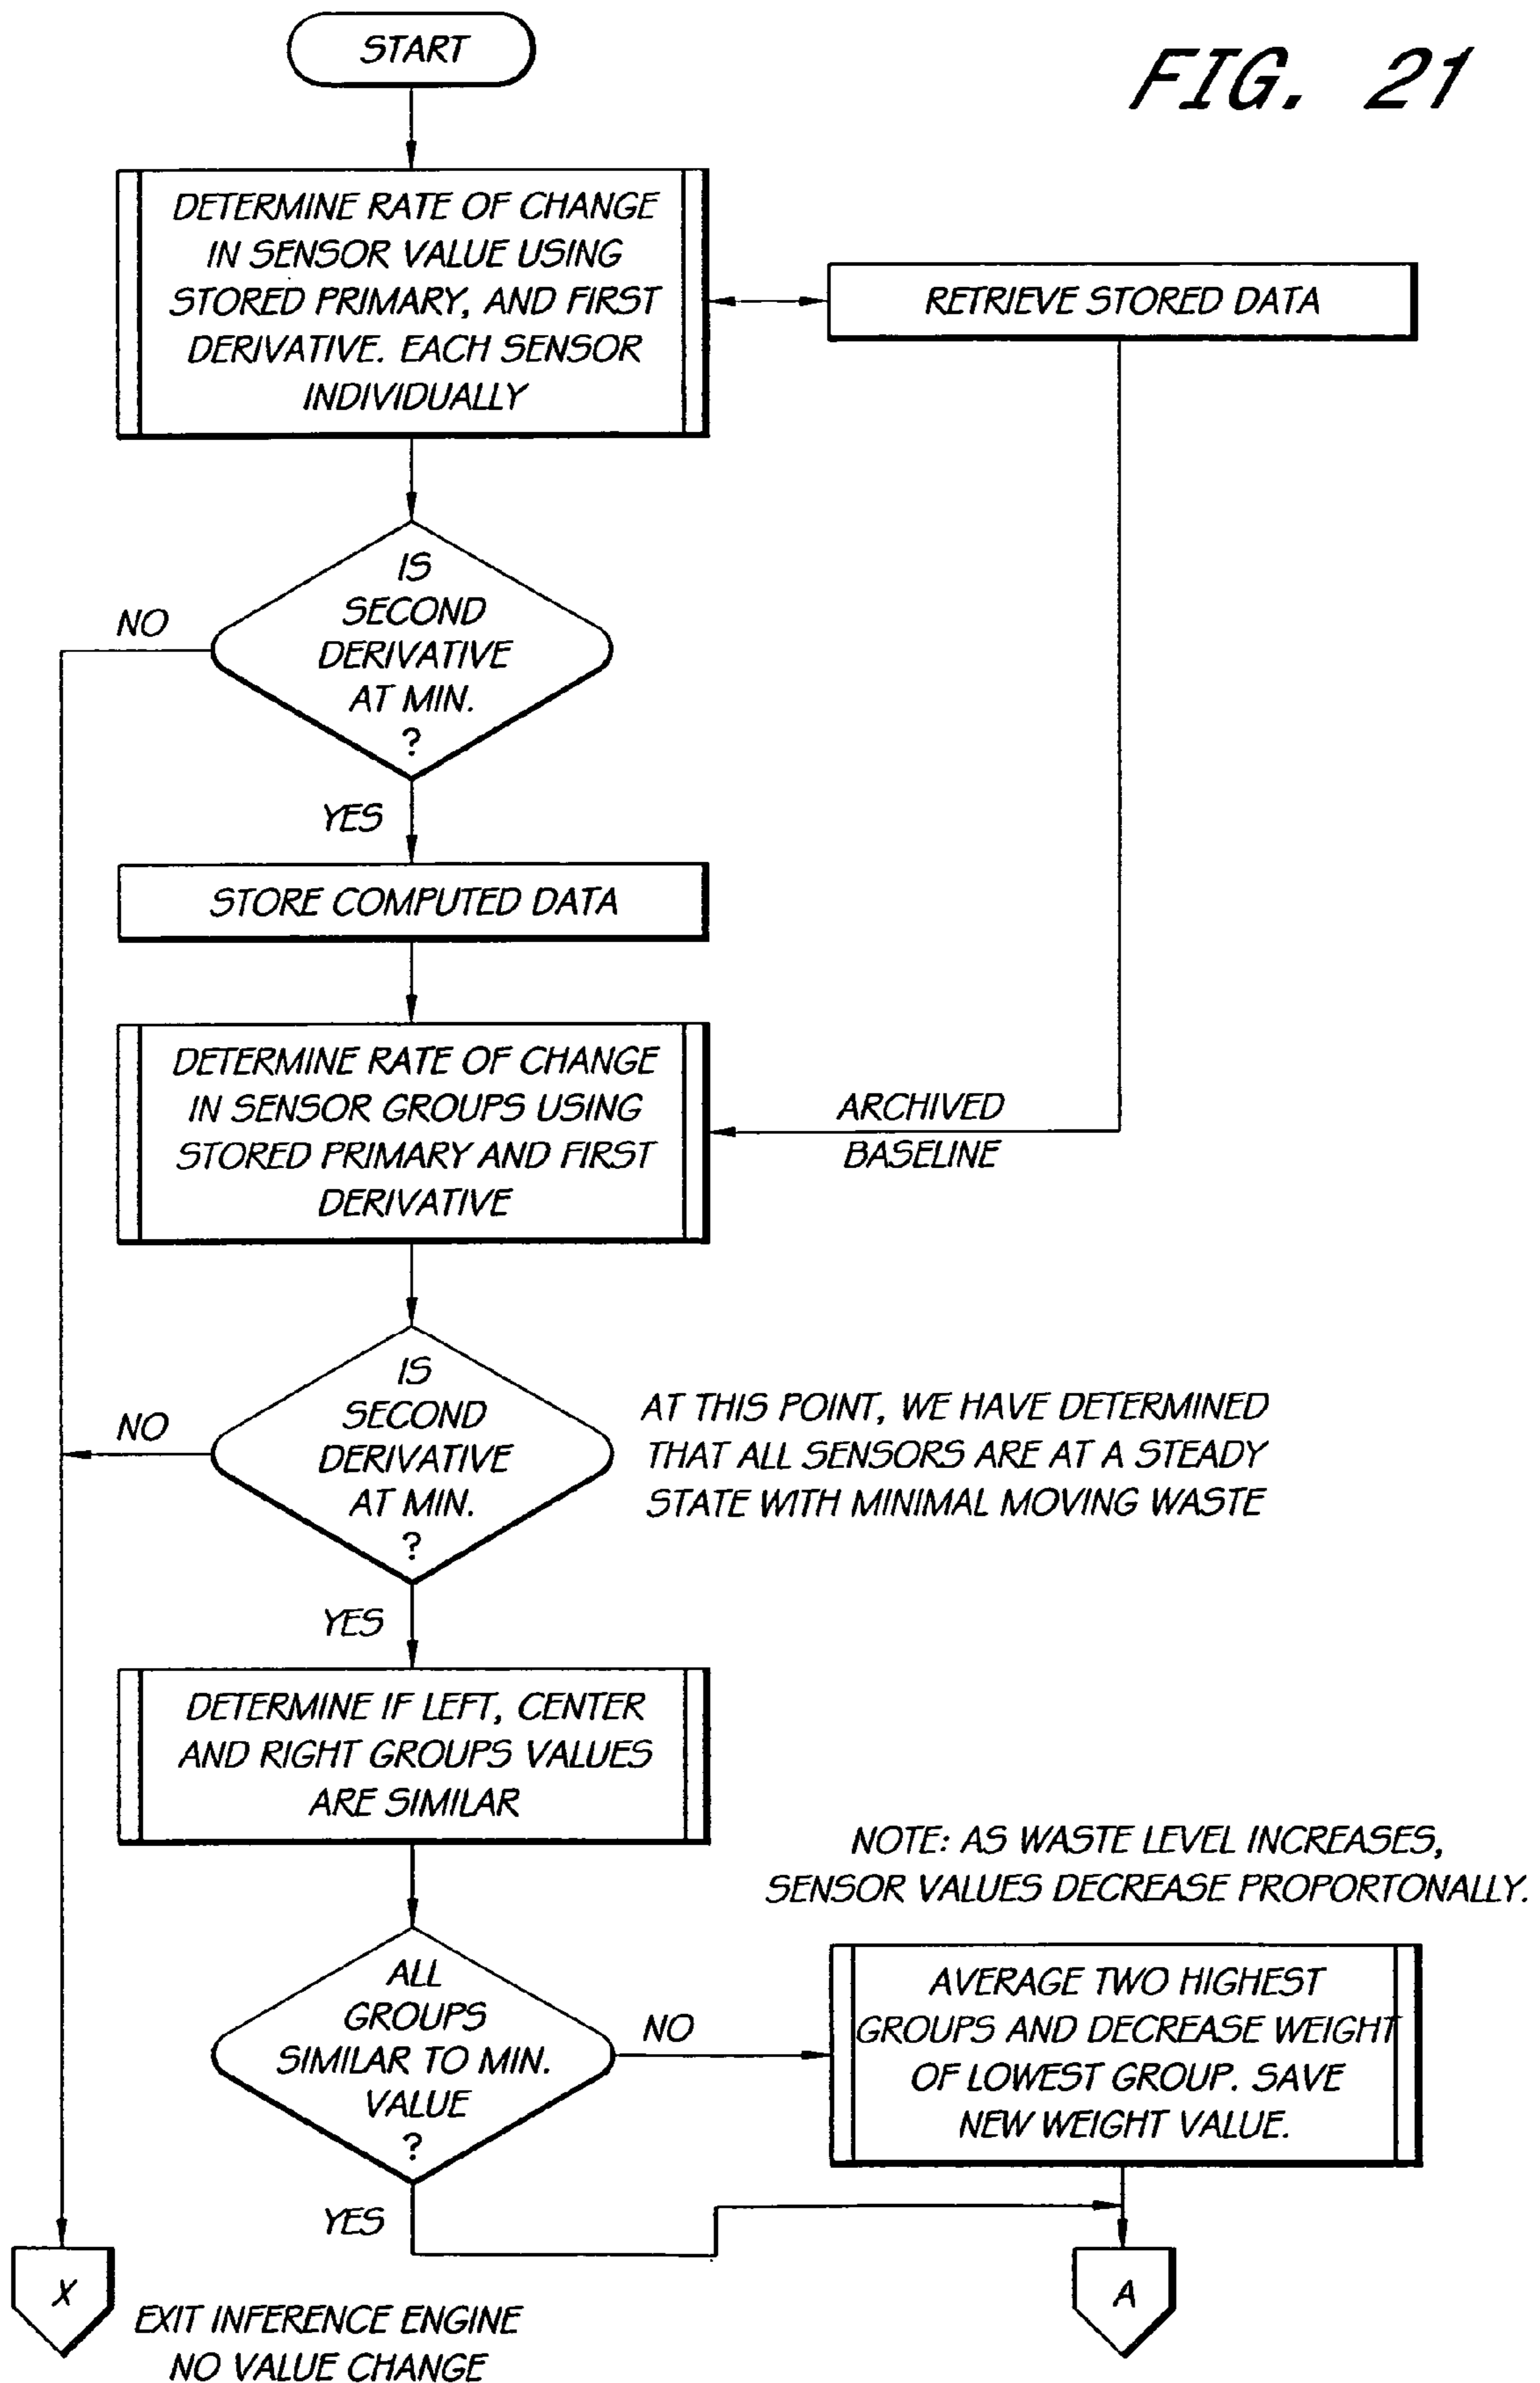 START
FIG. 21
DETERMINE RATE OF CHANGE
IN SENSOR VALUE USING
STORED PRIMARY, AND FIRST
DERIVATIVE. EACH SENSOR
INDIVIDUALLY
RETRIEVE STORED DATA
IS
SECOND
DERIVATIVE
AT MIN.
?
NO
YES
STORE COMPUTED DATA
DETERMINE RATE OF CHANGE
IN SENSOR GROUPS USING
STORED PRIMARY AND FIRST
DERIVATIVE
ARCHIVED
BASELINE
IS
SECOND
DERIVATIVE
AT MIN.
?
NO
AT THIS POINT, WE HAVE DETERMINED
THAT ALL SENSORS ARE AT A STEADY
STATE WITH MINIMAL MOVING WASTE
YES
DETERMINE IF LEFT, CENTER
AND RIGHT GROUPS VALUES
ARE SIMILAR
NOTE: AS WASTE LEVEL INCREASES,
SENSOR VALUES DECREASE PROPORTONALLY.
ALL
GROUPS
SIMILAR TO MIN.
VALUE
?
NO
AVERAGE TWO HIGHEST
GROUPS AND DECREASE WEIGHT
OF LOWEST GROUP. SAVE
NEW WEIGHT VALUE.
YES
X
EXIT INFERENCE ENGINE
NO VALUE CHANGE
A